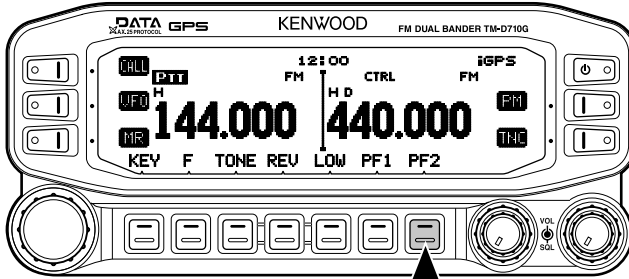 DATA GPS KENWOOD FM DUAL BANDER TM-D710G
AX.25 PROTOCOL
CALL 12:00 iGPS
PTT FM CTRL FM
VFO H H D PM
MR 144.000 440.000 TNC
KEY F TONE REV LOW PF1 PF2
VOL
SQL